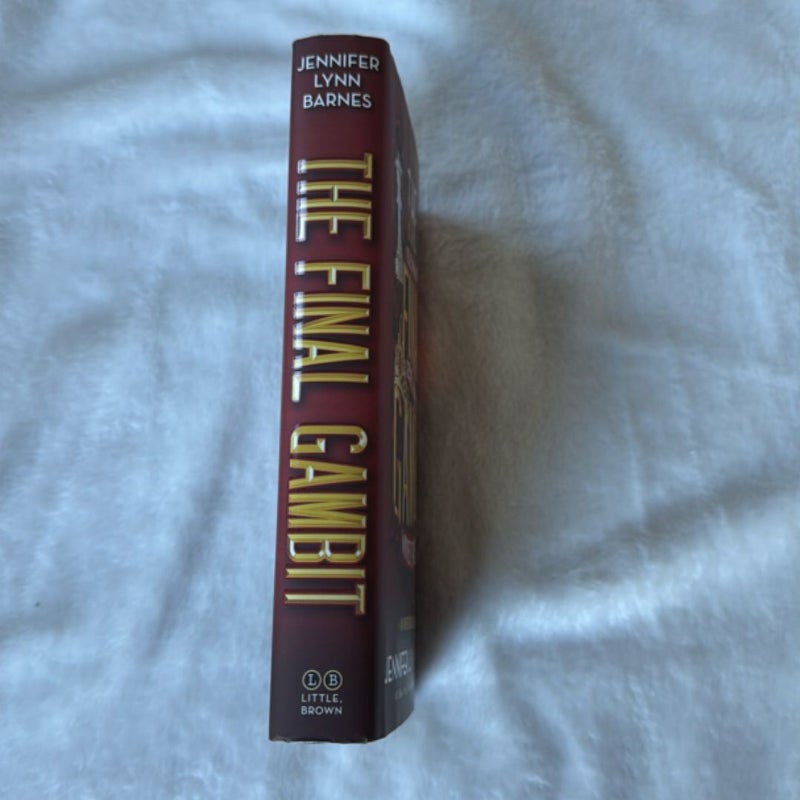 JENNIFER
LYNN
BARNES
THE FINAL GAMBIT
LB
LITTLE,
BROWN